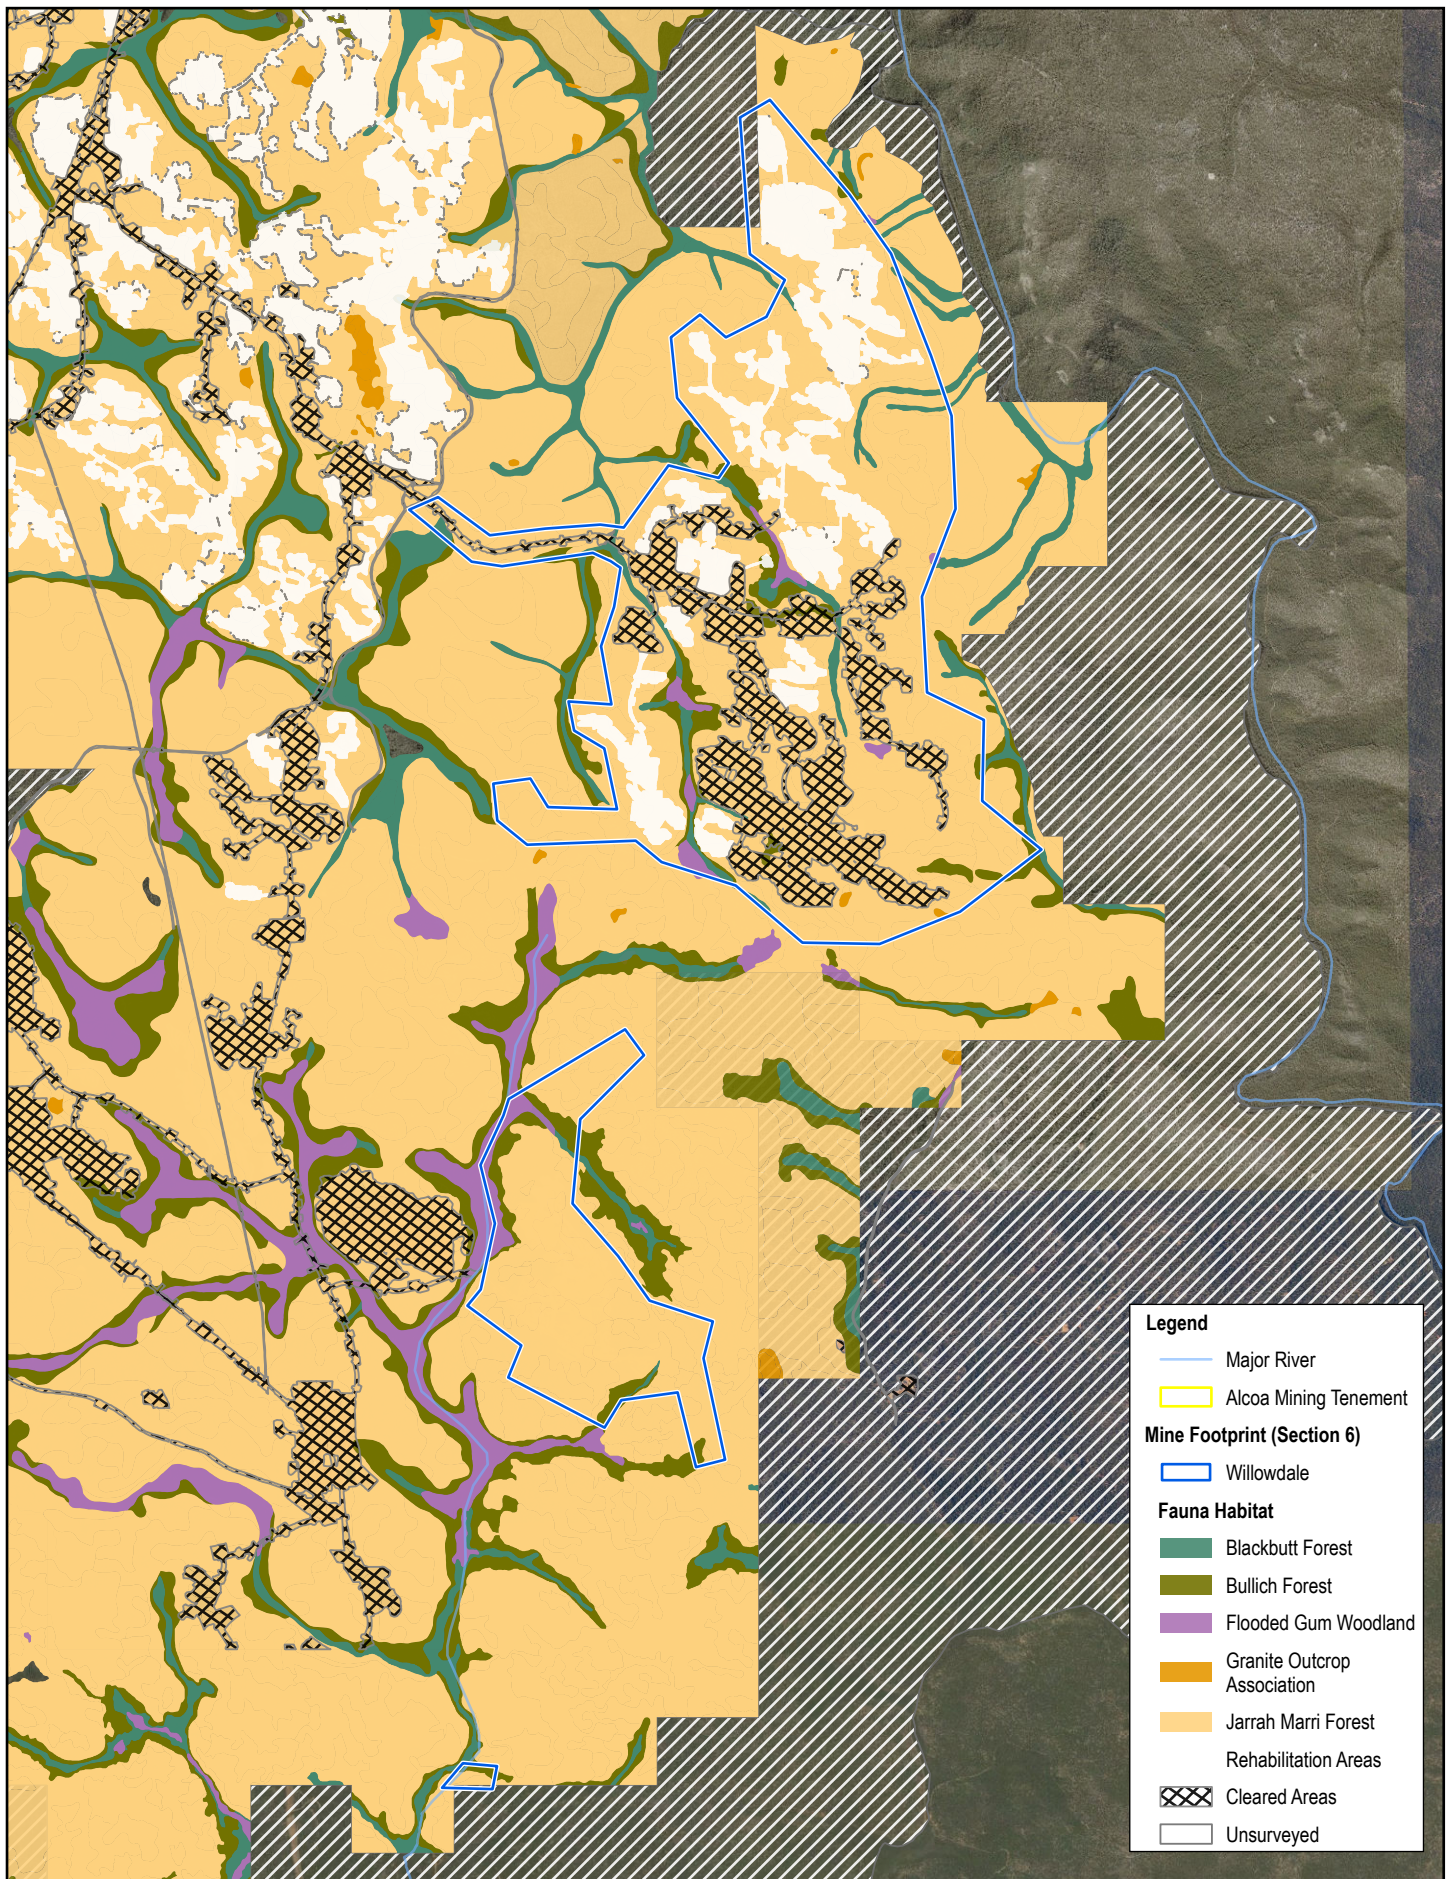 Legend
Major River
Alcoa Mining Tenement
Mine Footprint (Section 6)
Willowdale
Fauna Habitat
Blackbutt Forest
Bullich Forest
Flooded Gum Woodland
Granite Outcrop
Association
Jarrah Marri Forest
Rehabilitation Areas
Cleared Areas
Unsurveyed